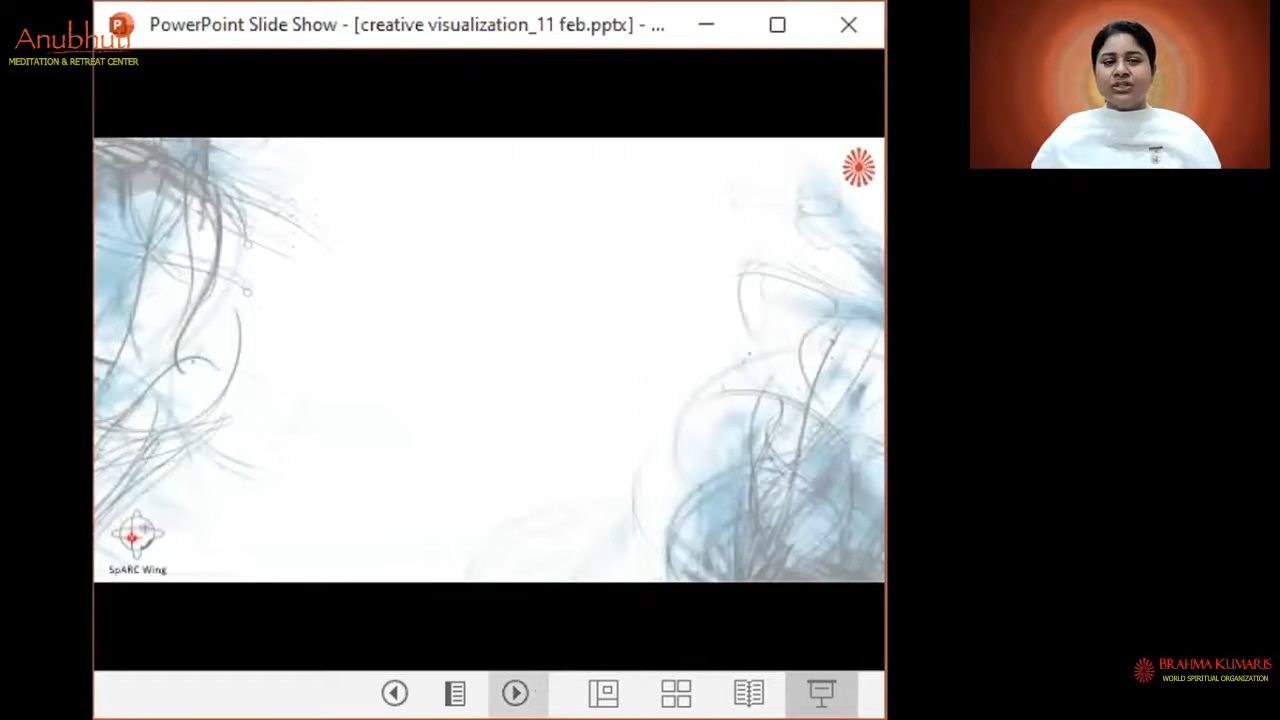 PowerPoint Slide Show - [creative visualization_11 feb.pptx] - ...
Anubhuti
MEDITATION & RETREAT CENTER
SpARC Wing
BRAHMA KUMARIS
WORLD SPIRITUAL ORGANIZATION